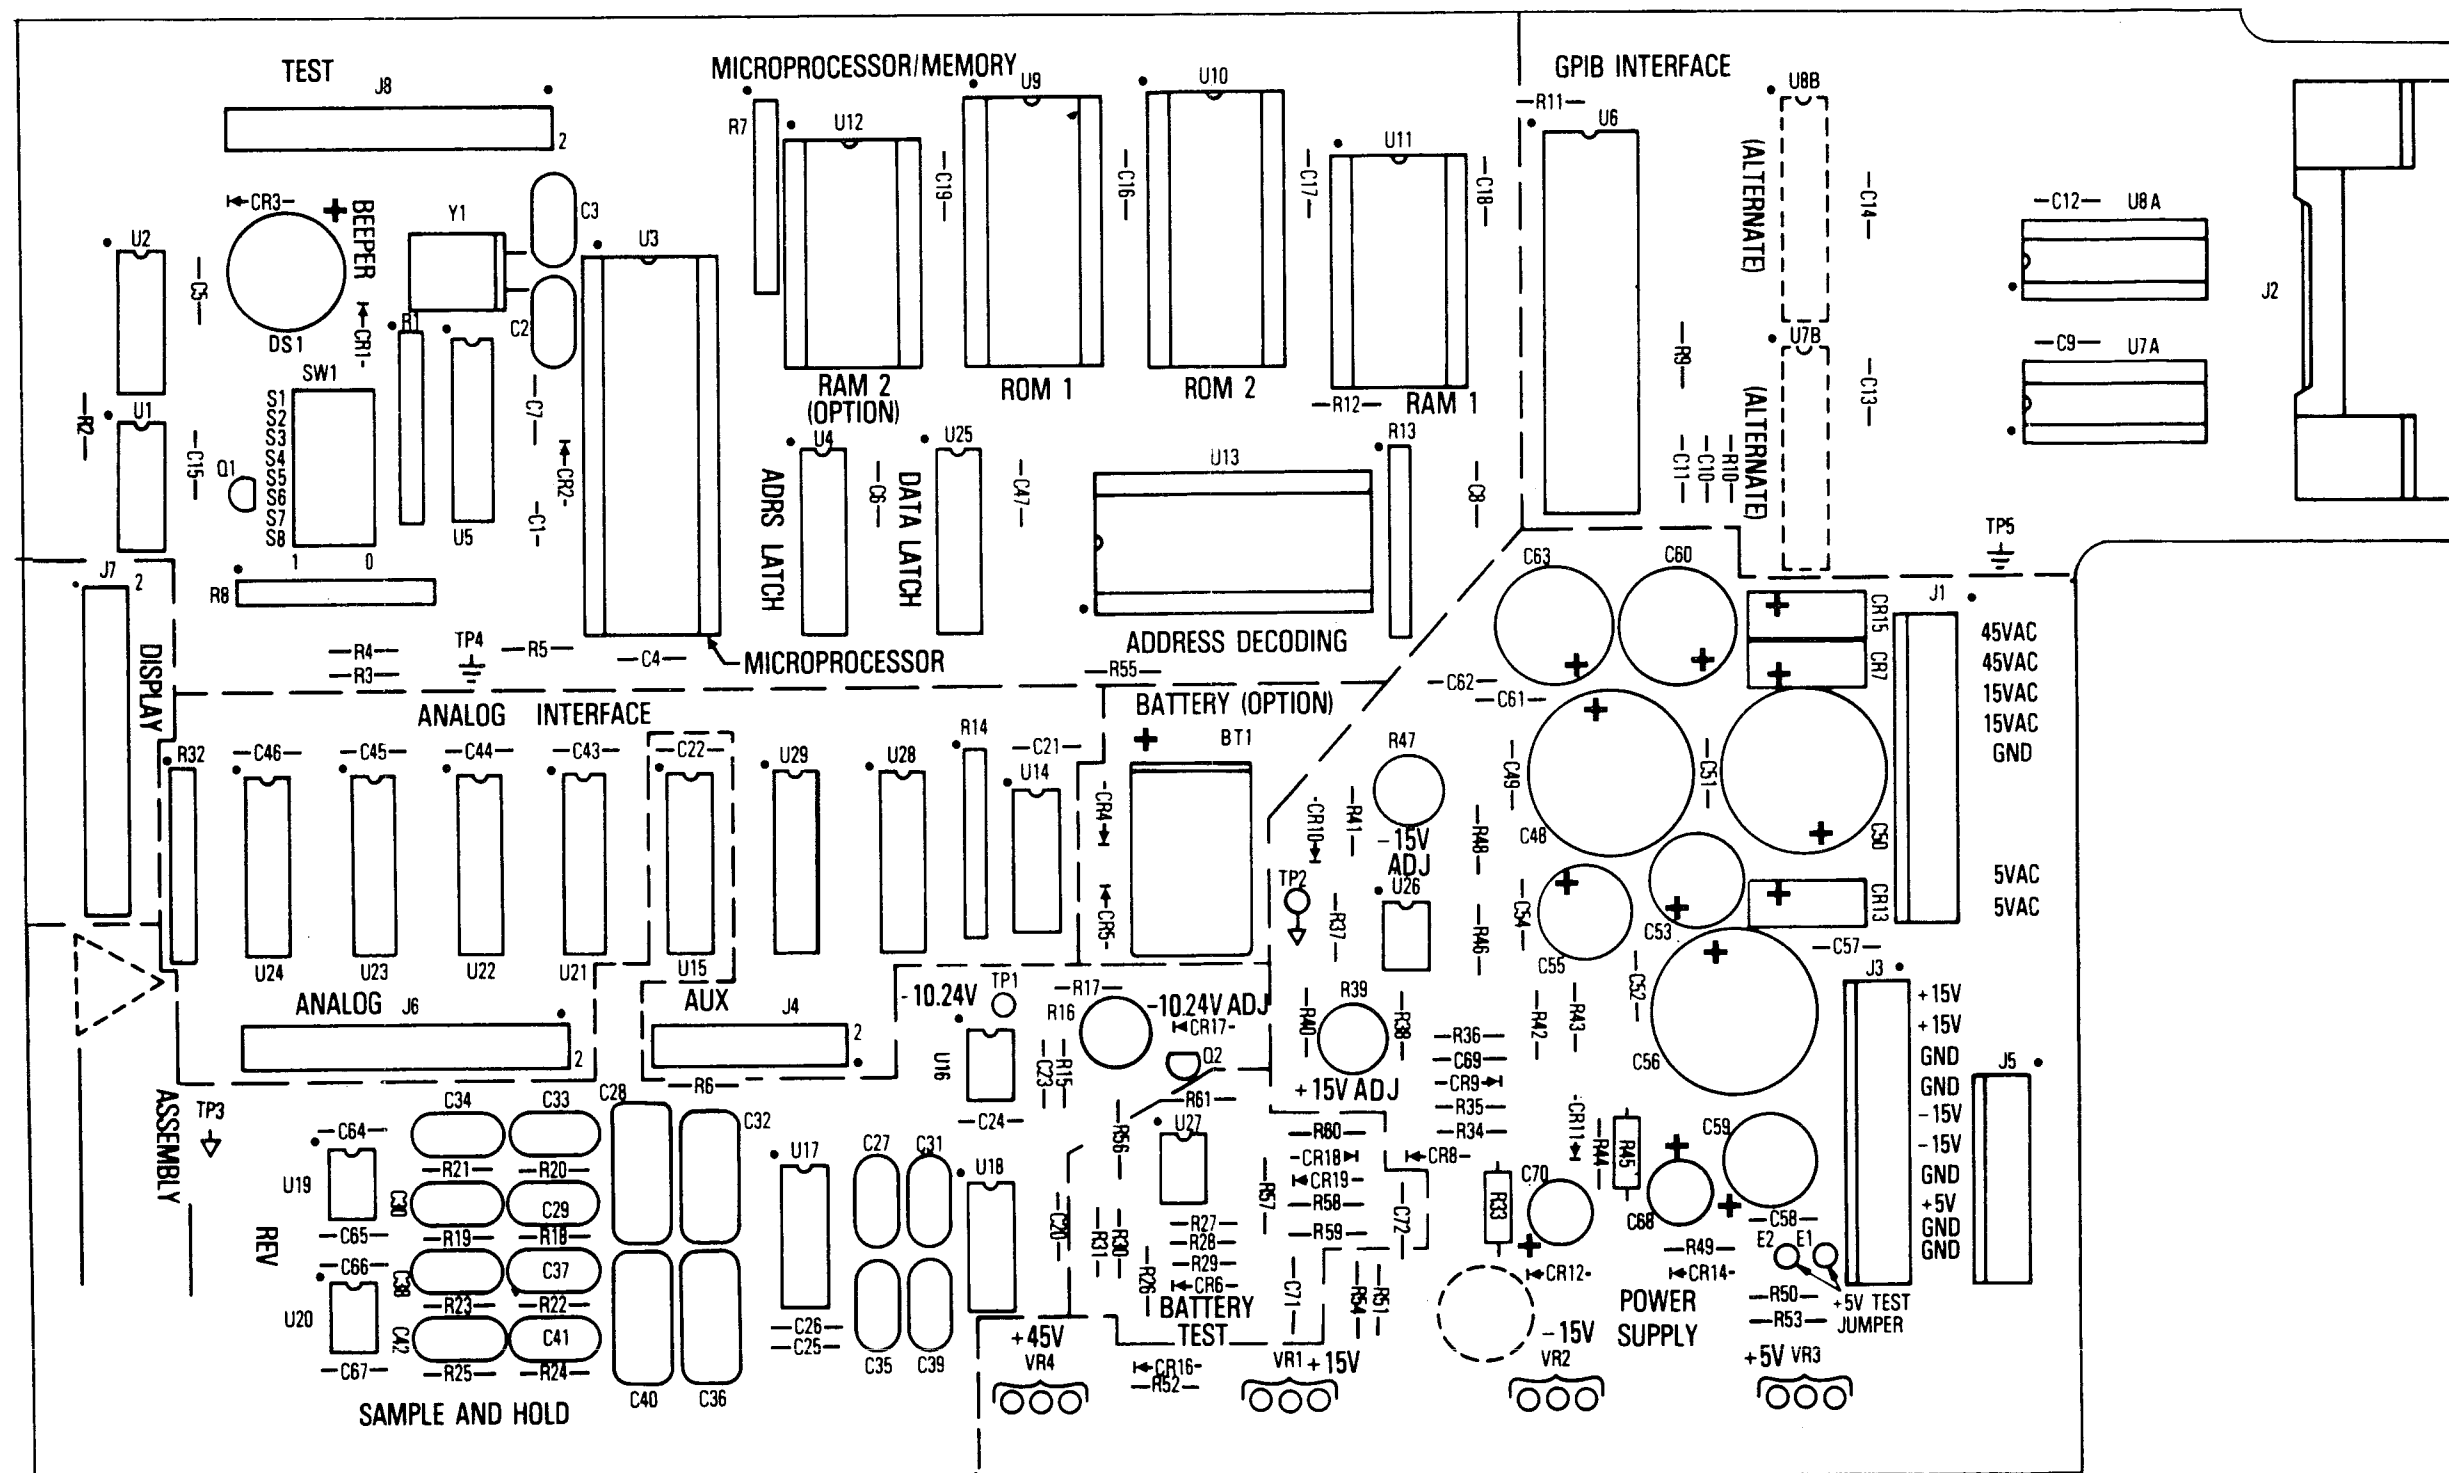 TEST
J8
2
MICROPROCESSOR/MEMORY
R7
U12
U9
U10
U11
C19
C16
C17
C18
RAM 2
(OPTION)
ROM 1
ROM 2
R12
RAM 1
GPIB INTERFACE
R11
U6
U8B
(ALTERNATE)
C14
C12
U8A
J2
R9
U7B
(ALTERNATE)
C13
C9
U7A
C11
C10
R10
CR3
BEEPER
Y1
C3
U3
U2
C5
DS1
CR1
R1
C2
SW1
S1
S2
S3
S4
S5
S6
S7
S8
1
0
R2
U1
C15
Q1
C7
CR2
U5
C1
R8
U4
ADRS LATCH
C6
U25
DATA LATCH
C47
U13
R13
C8
ADDRESS DECODING
R4
R3
TP4
R5
C4
MICROPROCESSOR
R55
J7
2
DISPLAY
ANALOG INTERFACE
R32
C46
C45
C44
C43
C22
U29
U28
R14
C21
U14
U24
U23
U22
U21
U15
BATTERY (OPTION)
BT1
CR4
CR5
ANALOG
J6
2
AUX
J4
2
TP5
C63
C60
CR15
CR7
J1
45VAC
45VAC
15VAC
15VAC
GND
5VAC
5VAC
C62
C61
R47
-15V
ADJ
C49
C48
C51
C50
CR10
R41
R48
TP2
U26
R37
R46
C54
C55
C53
CR13
C57
C52
C56
J3
+15V
+15V
GND
GND
-15V
-15V
GND
+5V
GND
GND
J5
-10.24V
TP1
R17
R16
-10.24V ADJ
CR17
U16
C23
R15
Q2
R61
C24
R40
R39
R38
+15V ADJ
R36
C69
CR9
R35
R34
R42
R43
CR11
R44
R45
C59
C70
C68
C58
E2
E1
R33
R49
CR12
CR14
R50
R53
+5V TEST
JUMPER
POWER
SUPPLY
R6
ASSEMBLY
TP3
REV
C34
C33
C28
C32
C64
U19
R21
R20
C30
C29
C65
R19
R18
C66
C38
C37
U20
R23
R22
C42
C41
C67
R25
R24
C40
C36
U17
C27
C31
U18
C26
C25
C35
C39
SAMPLE AND HOLD
R56
U27
C20
R31
R30
R26
R27
R28
R29
CR6
BATTERY
TEST
R57
R60
CR18
CR19
R58
R59
CR8
C72
C71
R54
R51
+45V
VR4
CR16
R52
VR1 +15V
-15V
VR2
+5V VR3